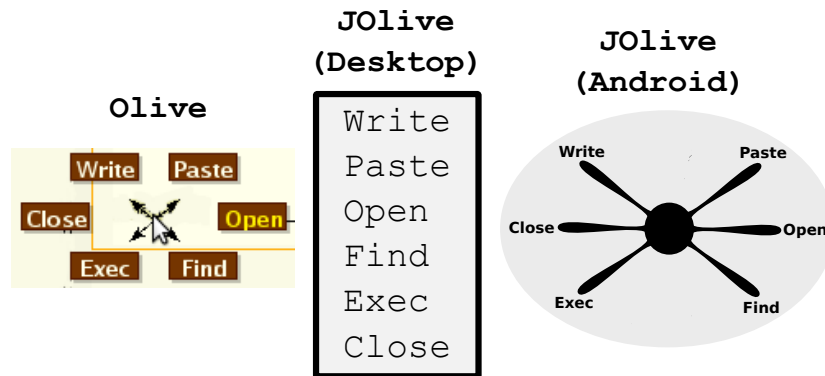 Olive
Write Paste
Close Open
Exec Find
JOlive
(Desktop)
Write
Paste
Open
Find
Exec
Close
JOlive
(Android)
Write Paste
Close Open
Exec Find